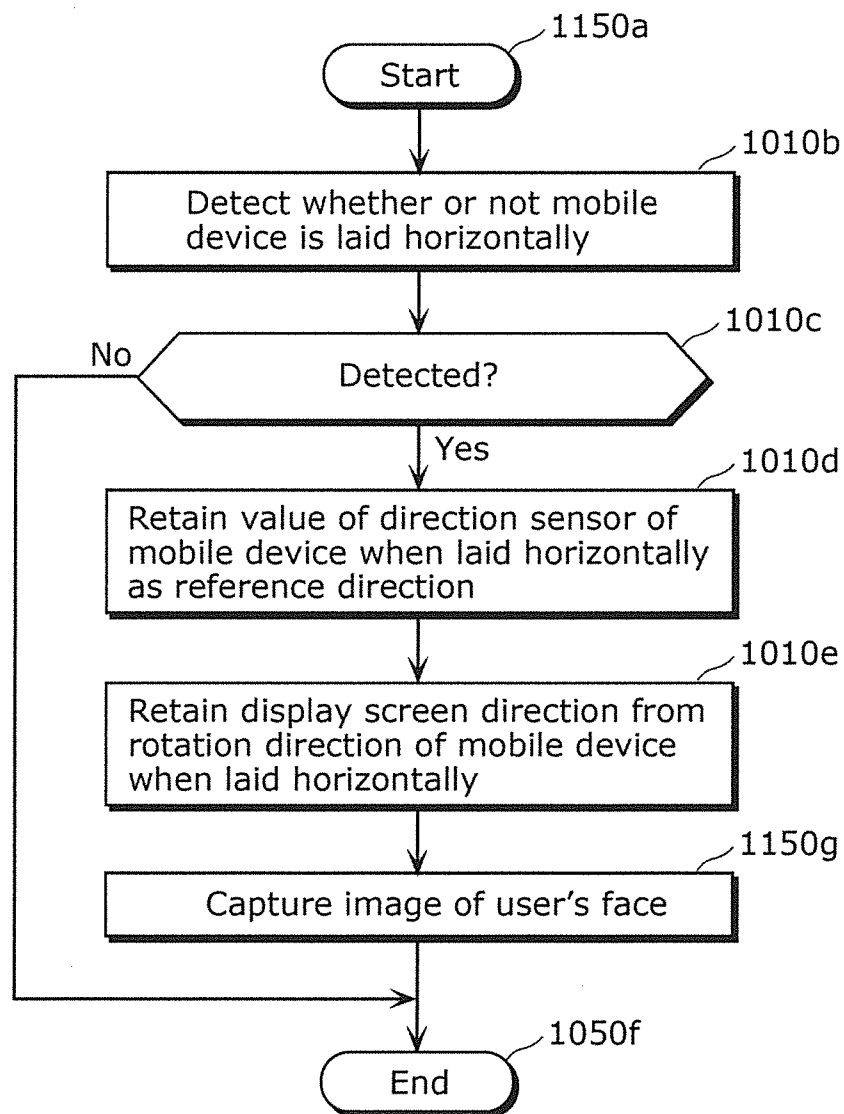 1150a
Start
1010b
Detect whether or not mobile
device is laid horizontally
1010c
No
Detected?
Yes
1010d
Retain value of direction sensor of
mobile device when laid horizontally
as reference direction
1010e
Retain display screen direction from
rotation direction of mobile device
when laid horizontally
1150g
Capture image of user's face
1050f
End